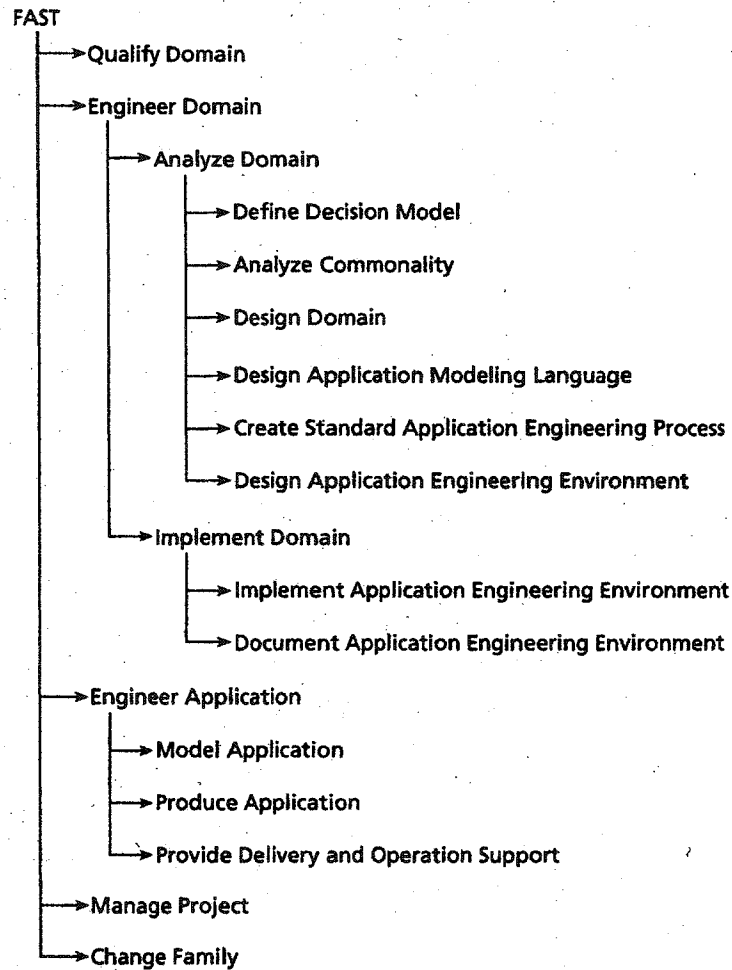 FAST
Qualify Domain
Engineer Domain
Analyze Domain
Define Decision Model
Analyze Commonality
Design Domain
Design Application Modeling Language
Create Standard Application Engineering Process
Design Application Engineering Environment
Implement Domain
Implement Application Engineering Environment
Document Application Engineering Environment
Engineer Application
Model Application
Produce Application
Provide Delivery and Operation Support
Manage Project
Change Family